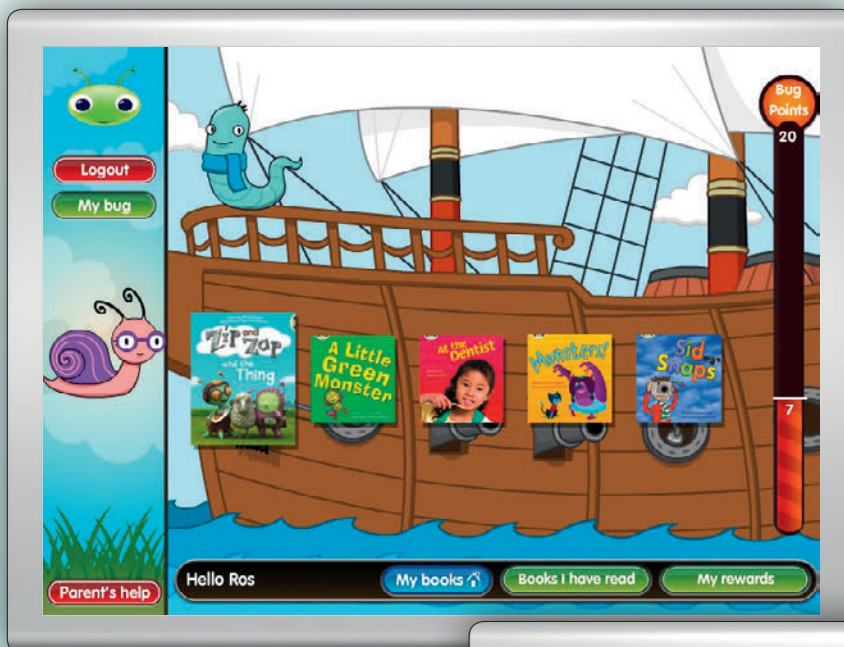 Bug
Points
20
Logout
My bug
Zip and
Zap
and the
Thing
A Little
Green
Monster
At the
Dentist
Monsters!
Sid
Snaps
7
Hello Ros
My books
Books I have read
My rewards
Parent's help